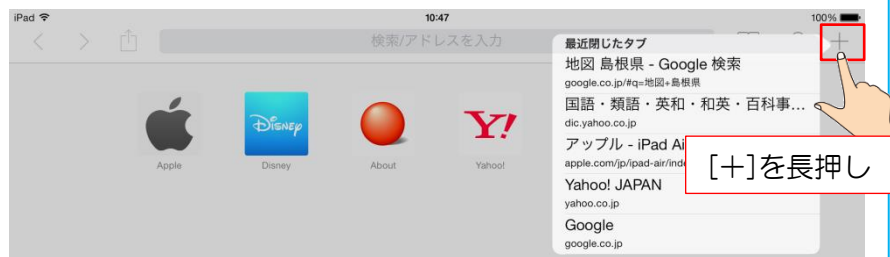 iPad 10:47 100%
検索/アドレスを入力
最近閉じたタブ
地図 島根県 - Google 検索
google.co.jp/#q=地図+島根県
国語・類語・英和・和英・百科事…
dic.yahoo.co.jp
アップル - iPad Ai
apple.com/jp/ipad-air/inde
Yahoo! JAPAN
yahoo.co.jp
Google
google.co.jp
[＋]を長押し
Disney
Y!
Apple
Disney
About
Yahoo!